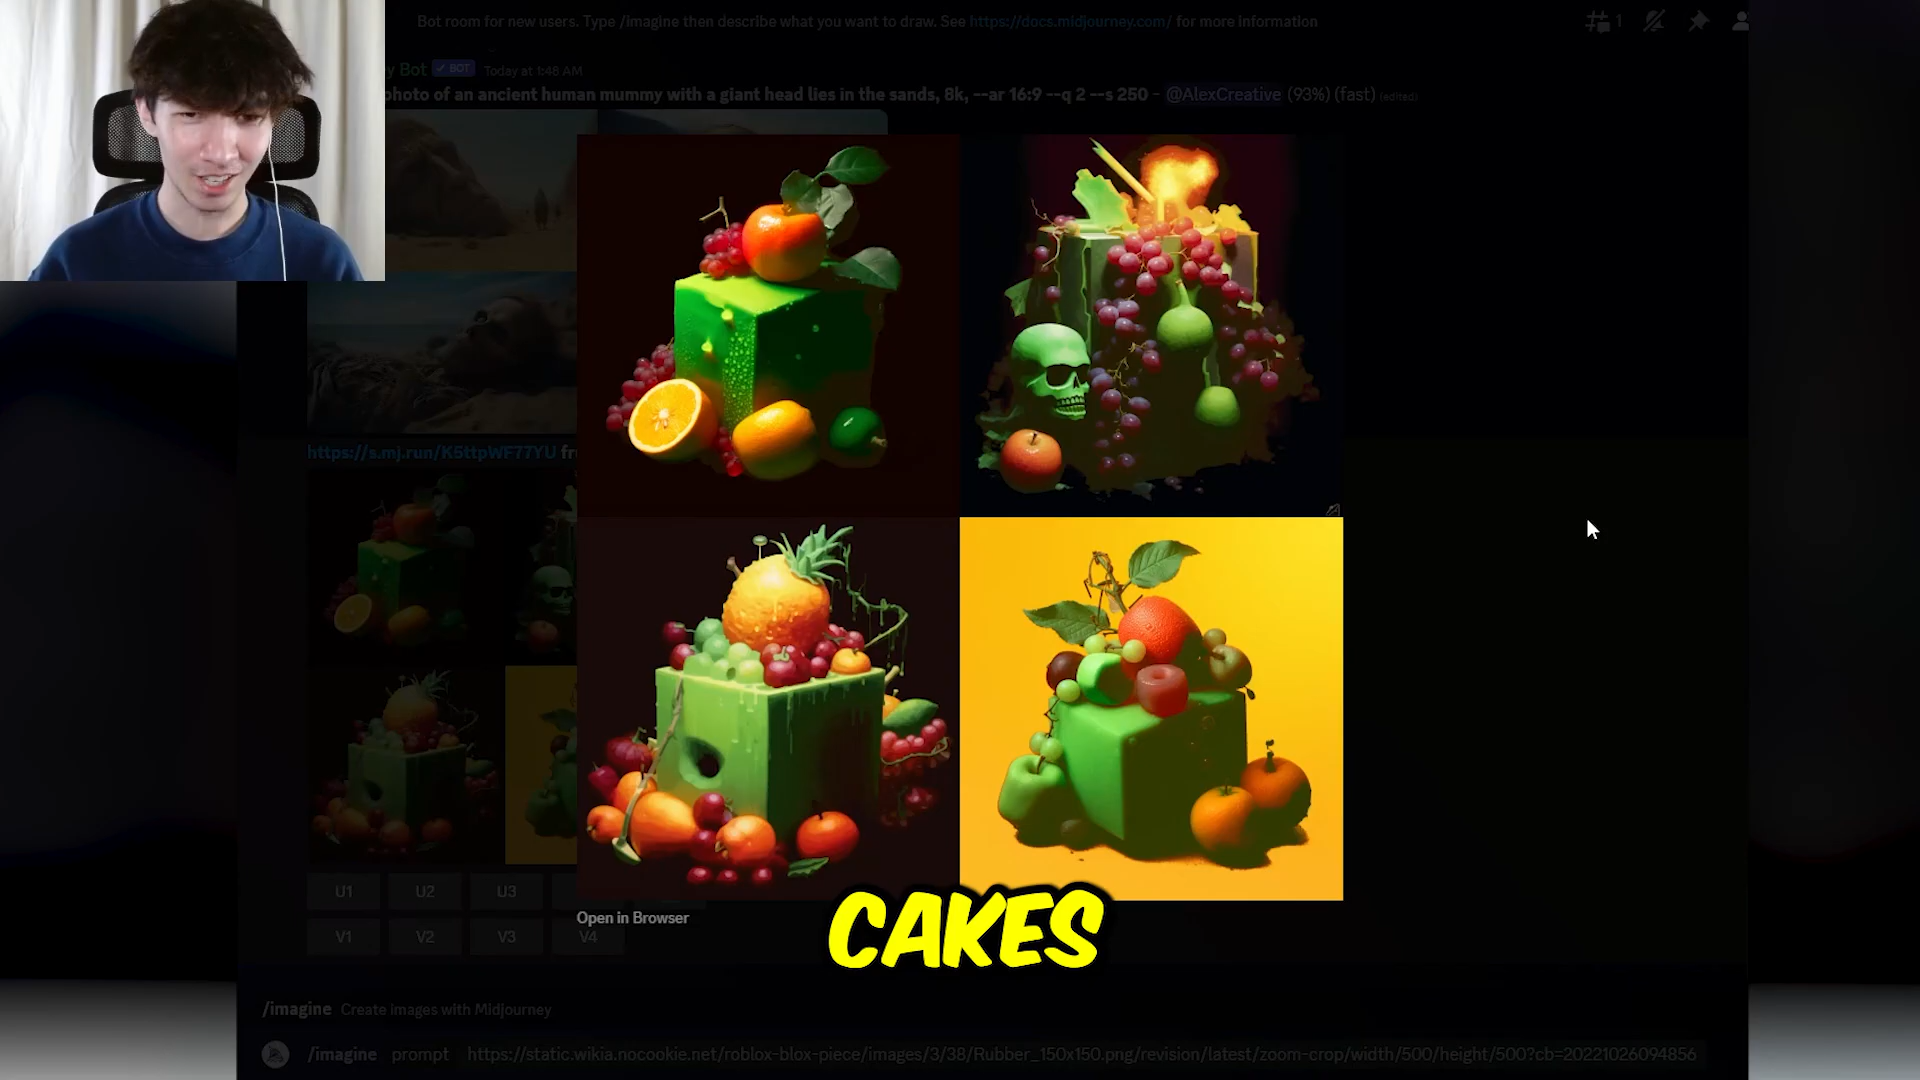 Bot room for new users. Type /imagine then describe what you want to draw. See https://docs.midjourney.com/ for more information
1
y Bot ✓ BOT Today at 1:46 AM
photo of an ancient human mummy with a giant head lies in the sands, 8k, --ar 16:9 --q 2 --s 250 - @AlexCreative (93%) (fast) (edited)
https://s.mj.run/K5ttpWF77YU fr
U1 U2 U3
Open in Browser
V1 V2 V3 V4
CAKES
/imagine Create images with Midjourney
/imagine prompt https://static.wikia.nocookie.net/roblox-blox-piece/images/3/38/Rubber_150x150.png/revision/latest/zoom-crop/width/500/height/500?cb=20221026094856